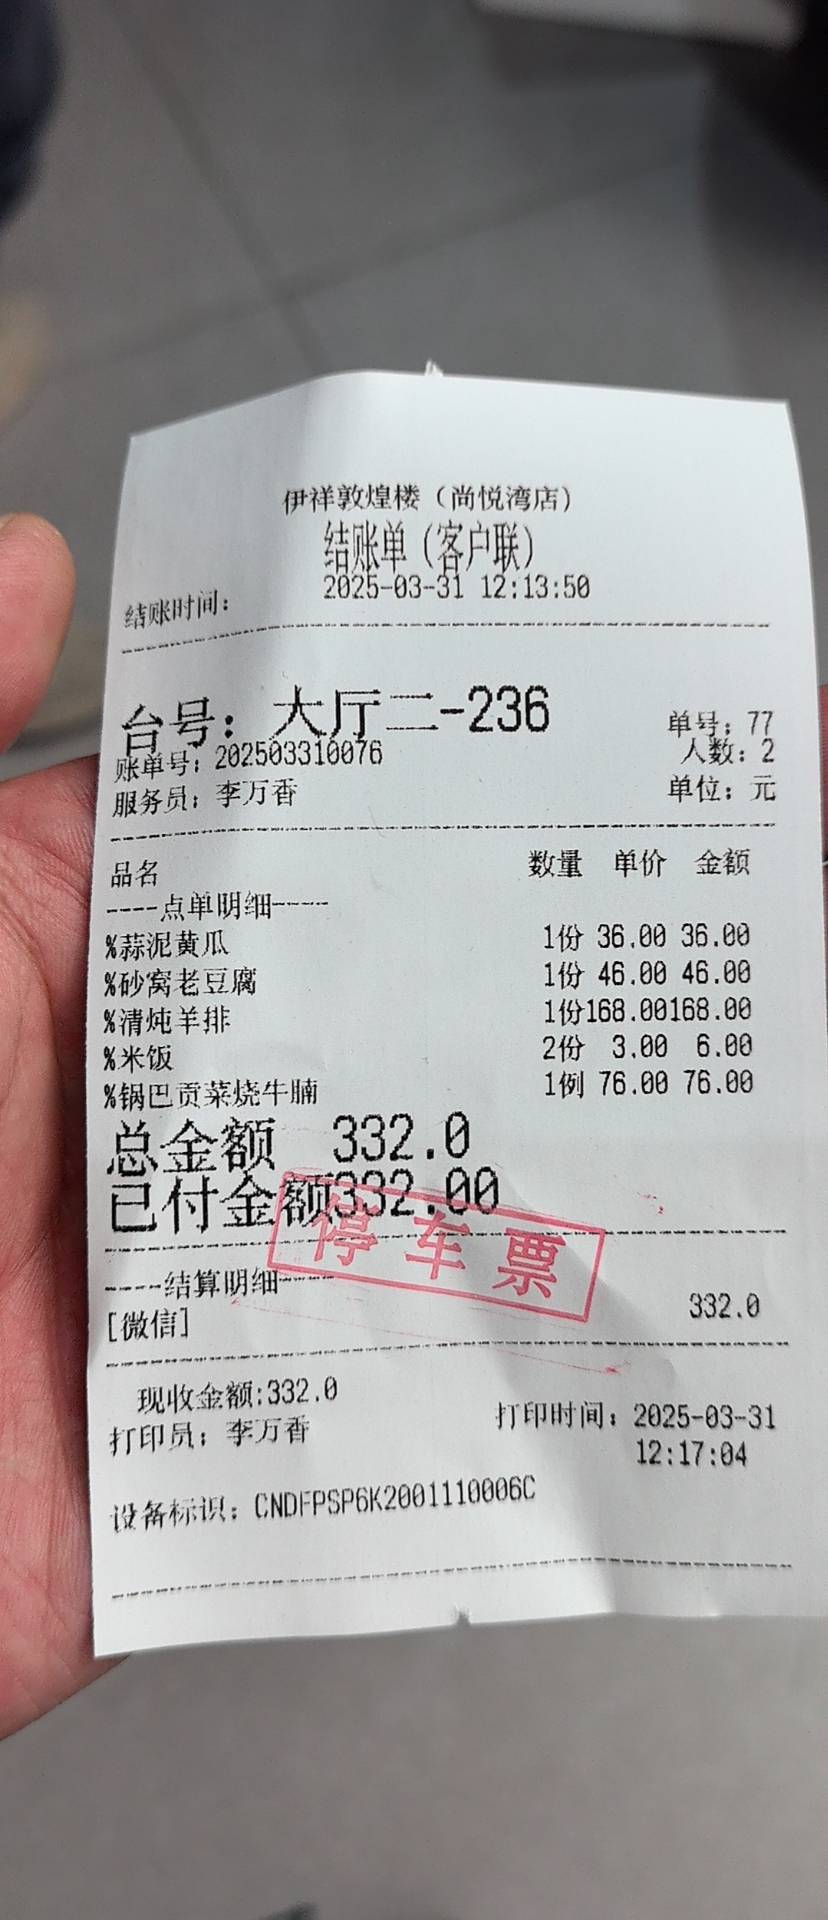 伊祥敦煌楼（尚悦湾店）
结账单（客户联）
结账时间： 2025-03-31 12:13:50
台号：大厅二-236 单号：77
账单号：202503310076 人数：2
服务员：李万香 单位：元
品名 数量 单价 金额
----点单明细----
%蒜泥黄瓜 1份 36.00 36.00
%砂窝老豆腐 1份 46.00 46.00
%清炖羊排 1份168.00168.00
%米饭 2份 3.00 6.00
%锅巴贡菜烧牛腩 1例 76.00 76.00
总金额 332.0
已付金额332.00
停车票
----结算明细----
[微信] 332.0
现收金额:332.0
打印员：李万香 打印时间：2025-03-31
12:17:04
设备标识：CNDFPSP6K2001110006C